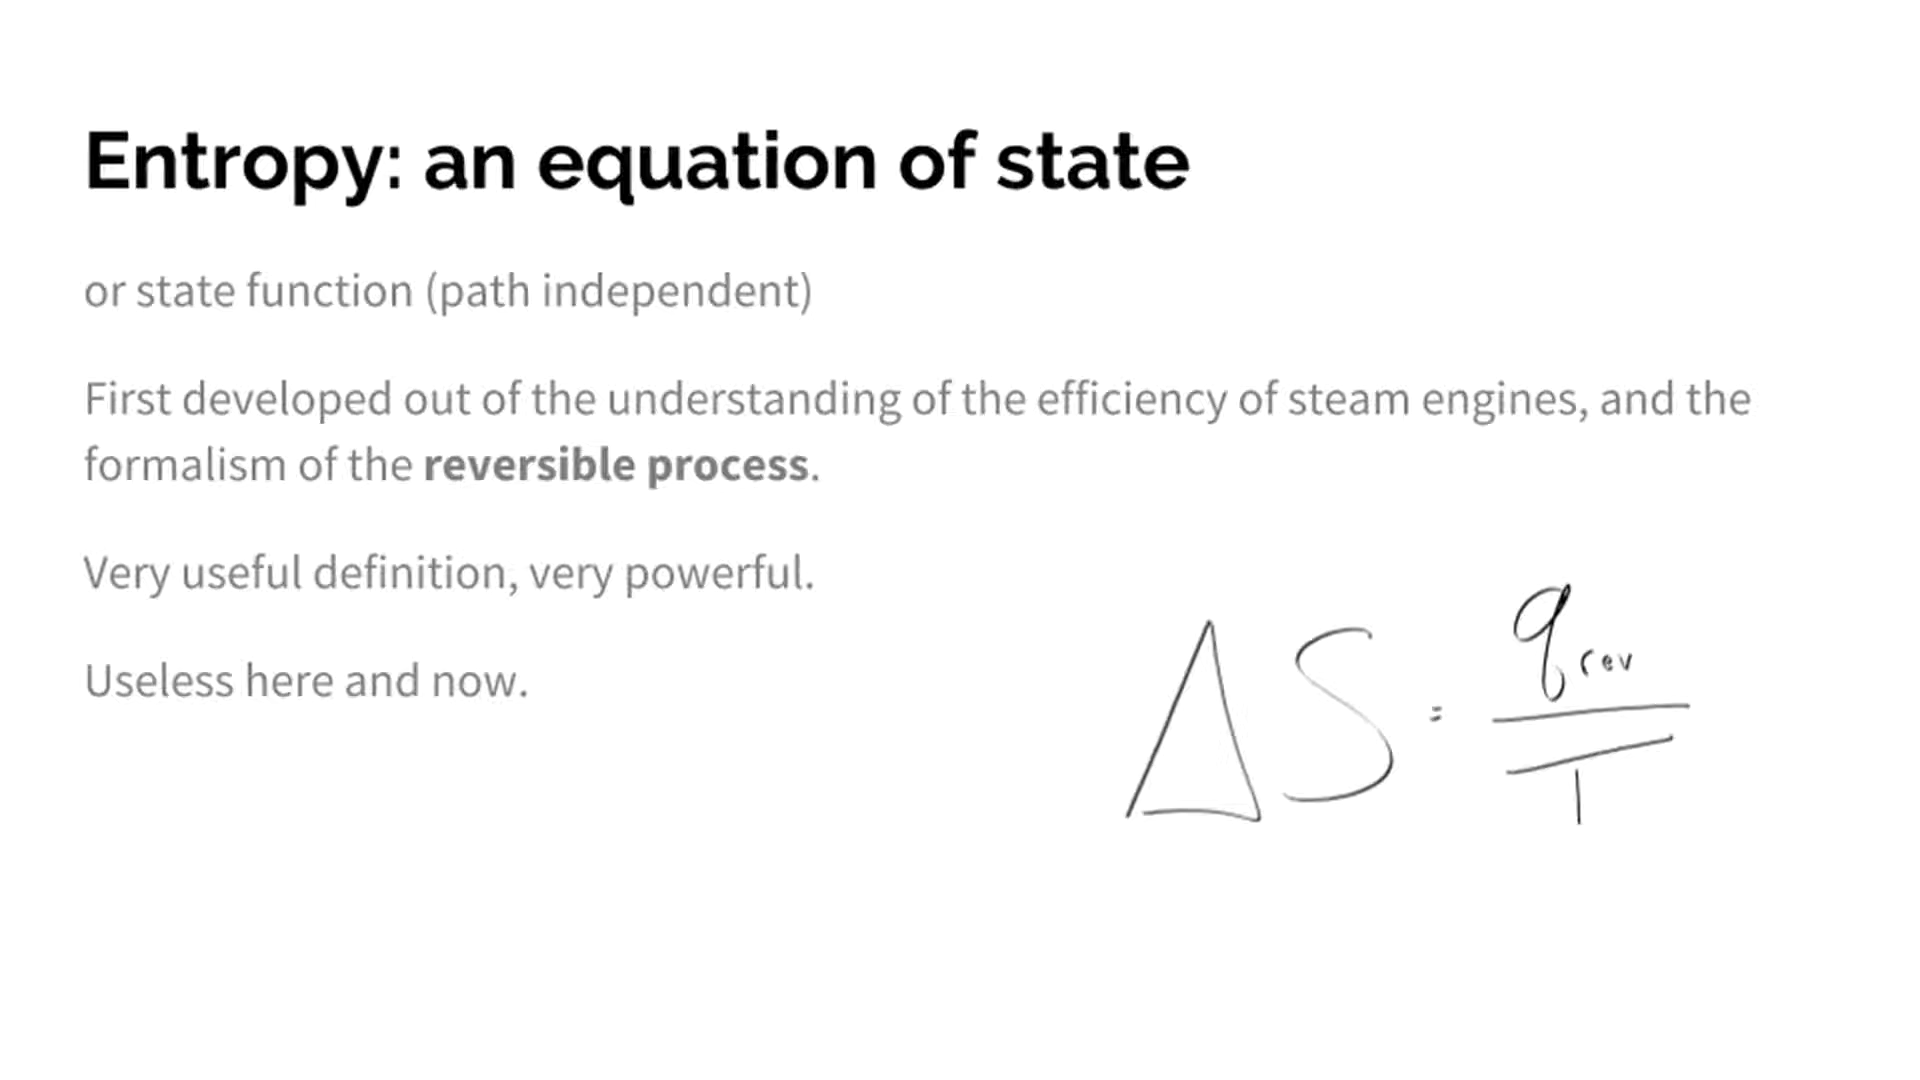 Entropy: an equation of state
or state function (path independent)
First developed out of the understanding of the efficiency of steam engines, and the
formalism of the reversible process.
Very useful definition, very powerful.
Useless here and now.
ΔS = q_rev / T